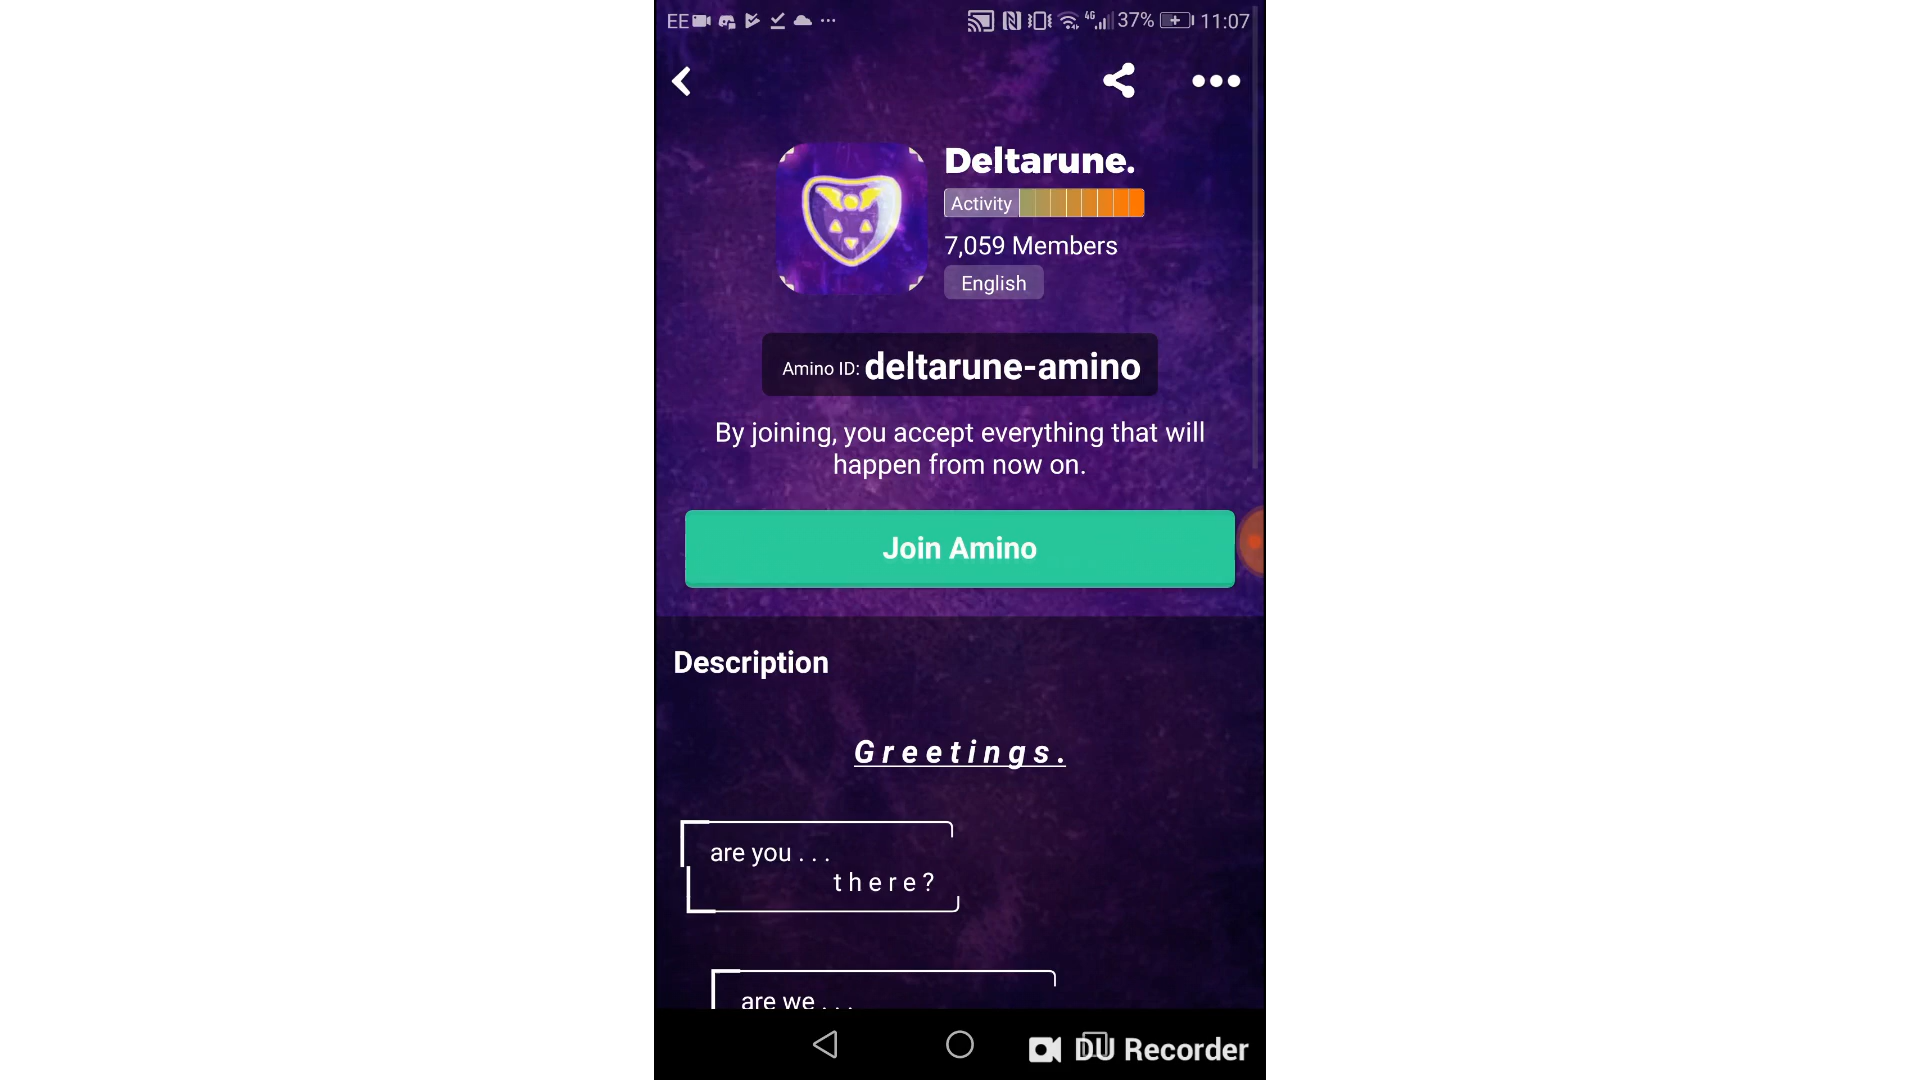 EE 37% 11:07
Deltarune.
Activity
7,059 Members
English
Amino ID: deltarune-amino
By joining, you accept everything that will
happen from now on.
Join Amino
Description
Greetings.
are you . . .
there?
are we . . .
DU Recorder